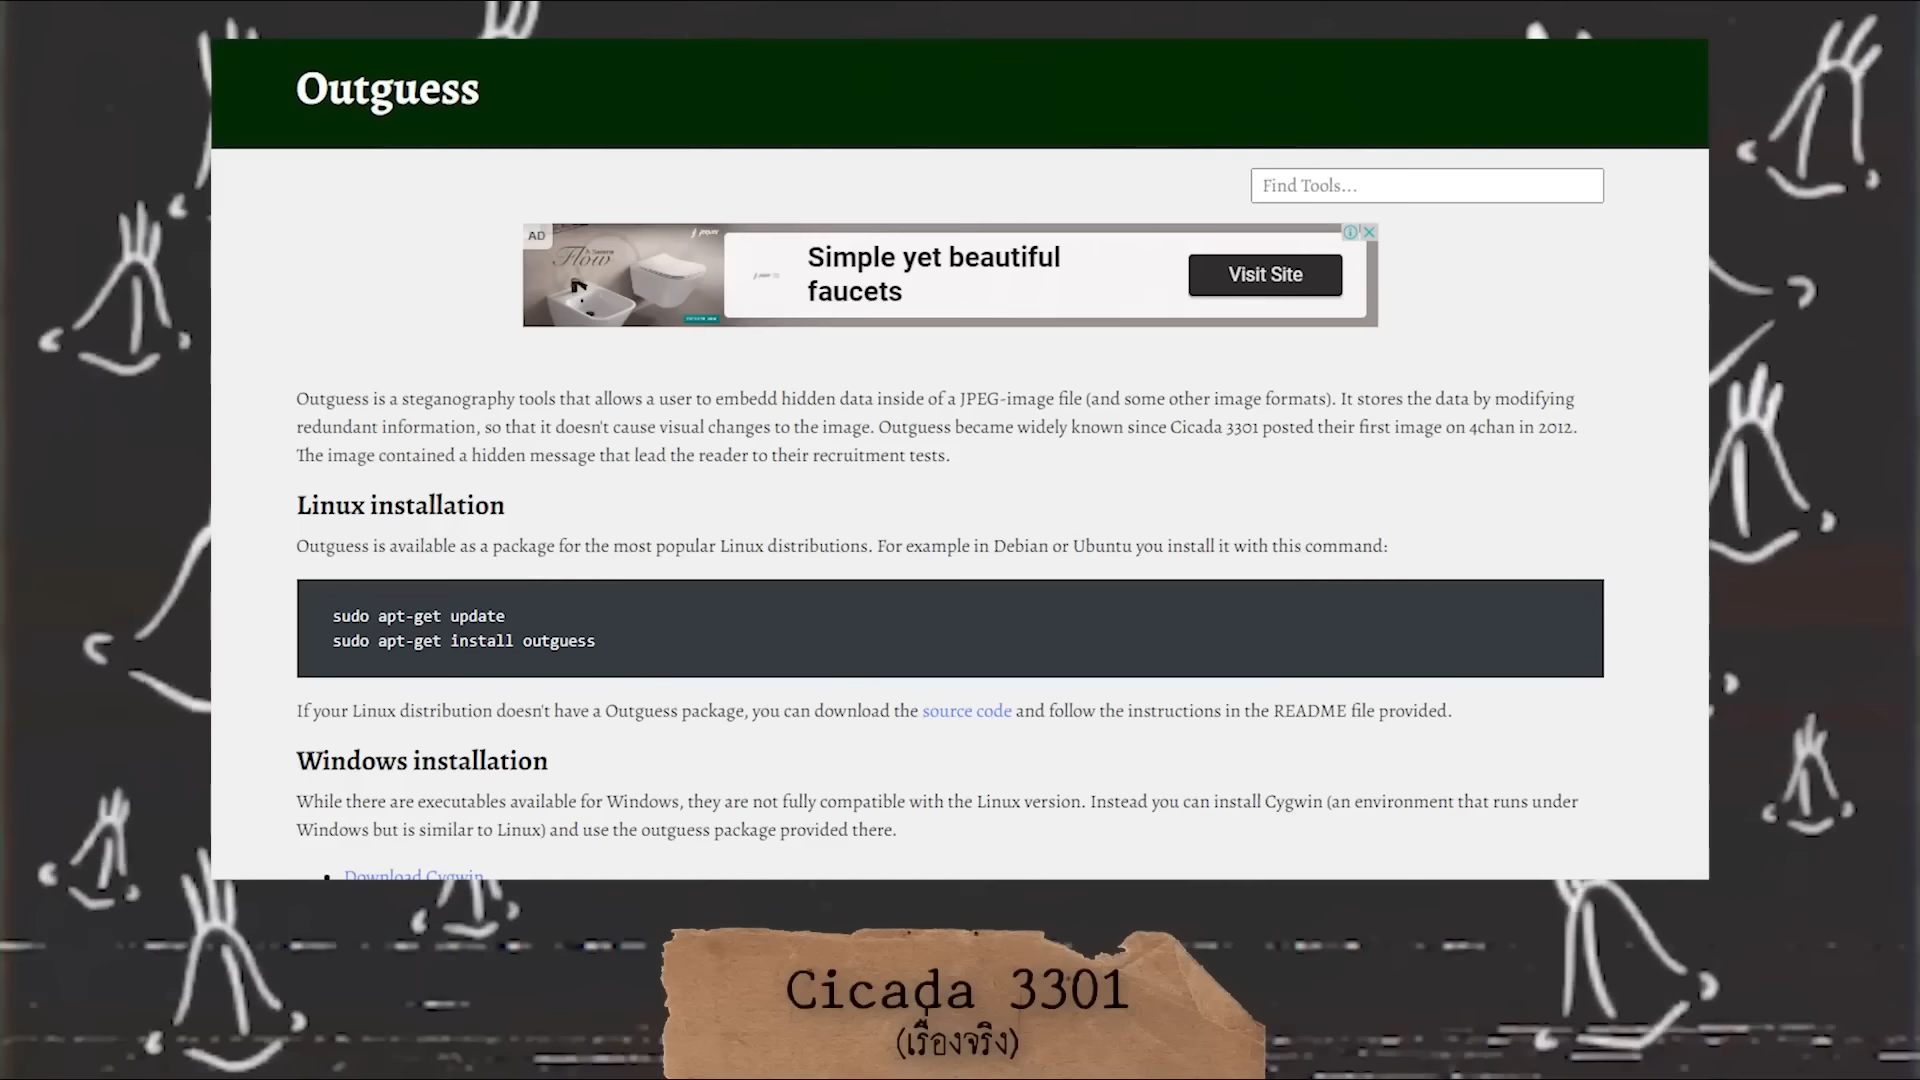 Outguess
Find Tools...
AD
A Serene
Flow
Simple yet beautiful
faucets
Visit Site
Outguess is a steganography tools that allows a user to embedd hidden data inside of a JPEG-image file (and some other image formats). It stores the data by modifying
redundant information, so that it doesn't cause visual changes to the image. Outguess became widely known since Cicada 3301 posted their first image on 4chan in 2012.
The image contained a hidden message that lead the reader to their recruitment tests.
Linux installation
Outguess is available as a package for the most popular Linux distributions. For example in Debian or Ubuntu you install it with this command:
sudo apt-get update
sudo apt-get install outguess
If your Linux distribution doesn't have a Outguess package, you can download the source code and follow the instructions in the README file provided.
Windows installation
While there are executables available for Windows, they are not fully compatible with the Linux version. Instead you can install Cygwin (an environment that runs under
Windows but is similar to Linux) and use the outguess package provided there.
Download Cygwin
Cicada 3301
(เรื่องจริง)